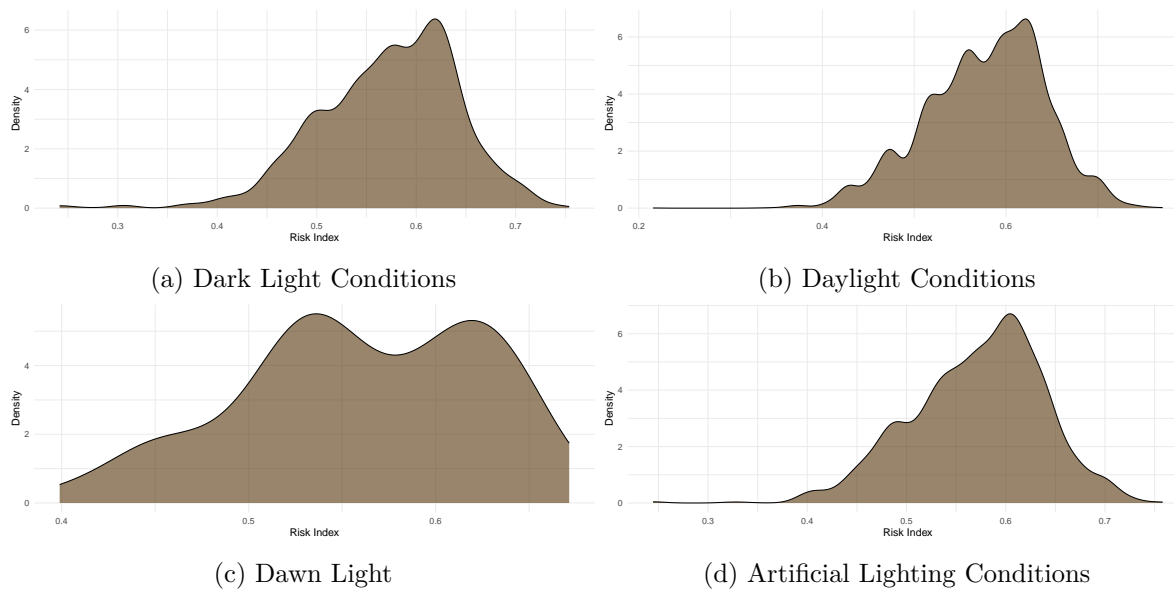 Density
6
4
2
0
0.3 0.4 0.5 0.6 0.7
Risk Index
(a) Dark Light Conditions
Density
6
4
2
0
0.2 0.4 0.6
Risk Index
(b) Daylight Conditions
Density
4
2
0
0.4 0.5 0.6
Risk Index
(c) Dawn Light
Density
6
4
2
0
0.3 0.4 0.5 0.6 0.7
Risk Index
(d) Artificial Lighting Conditions